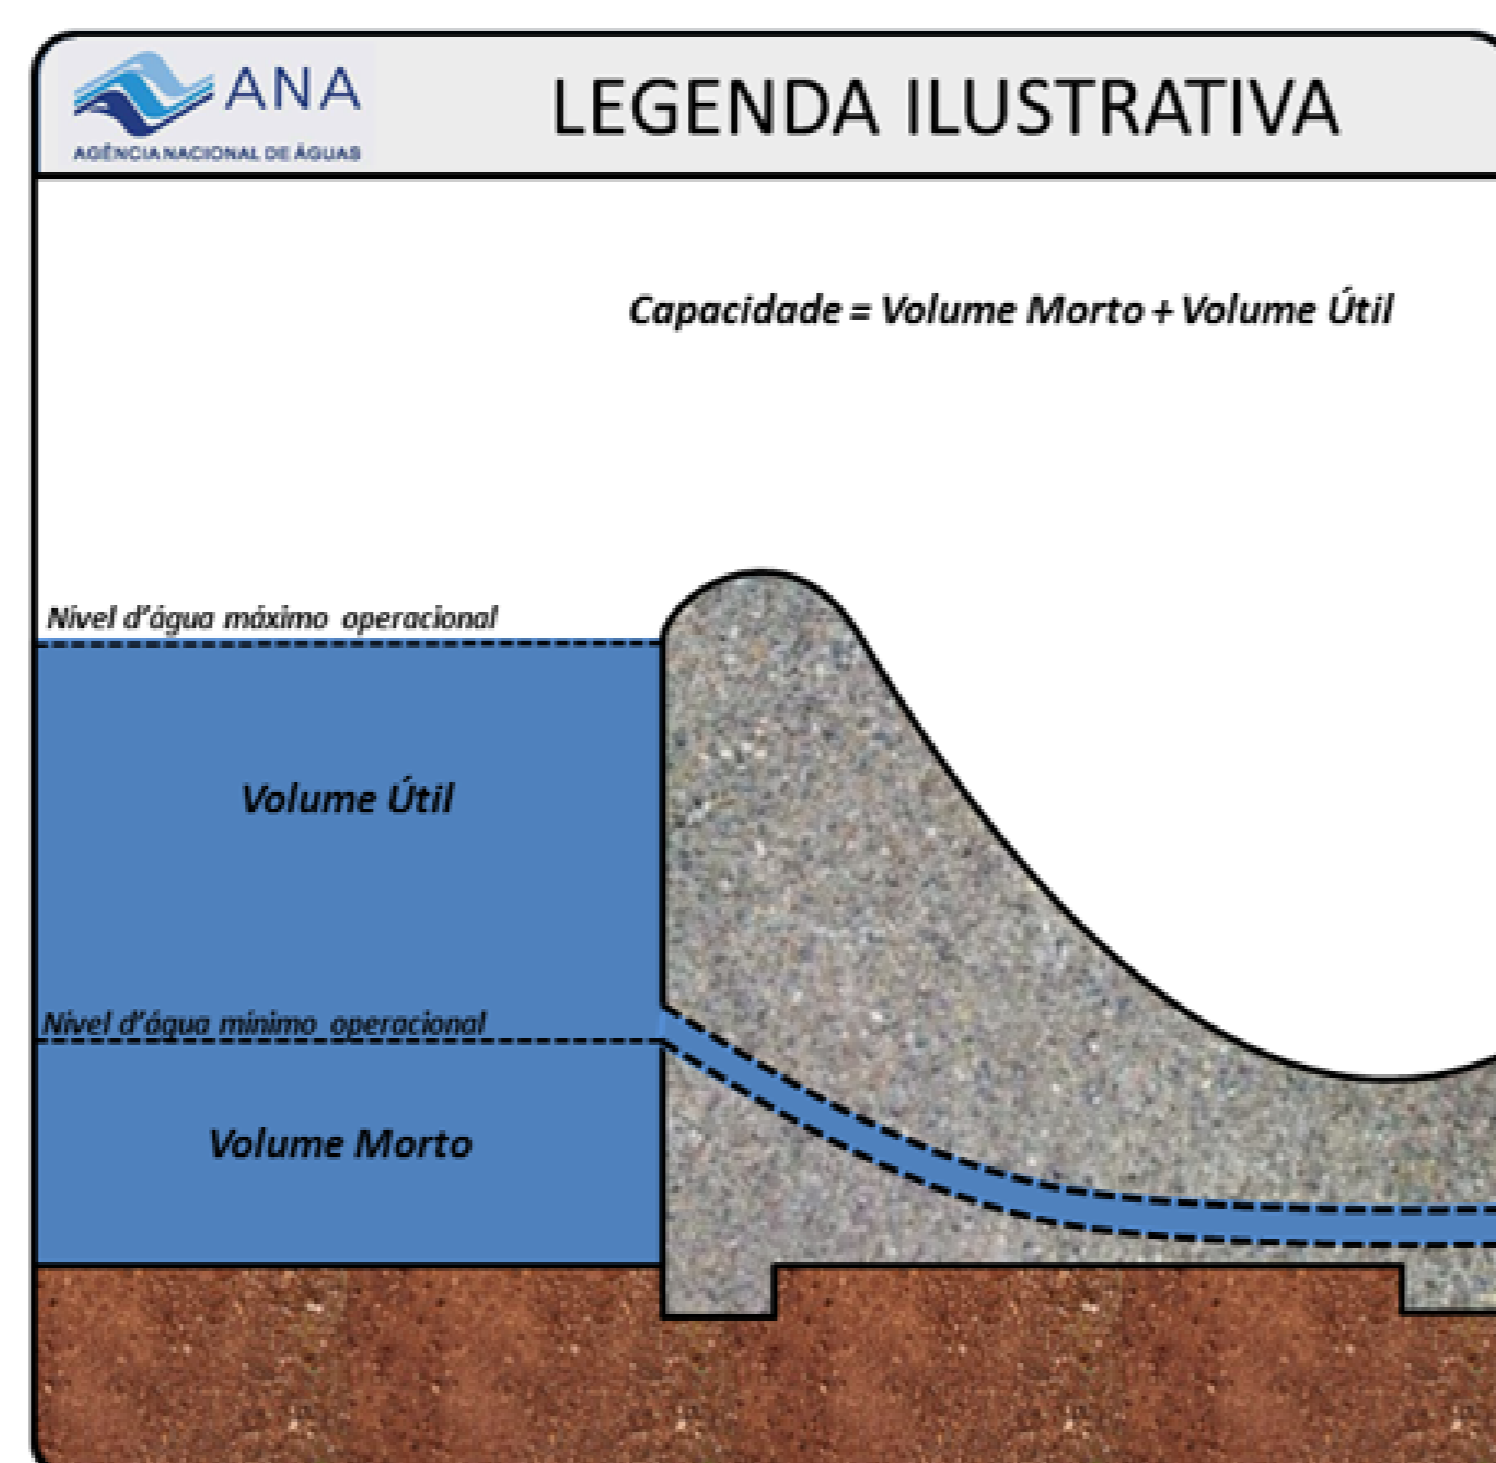 ANA
AGÊNCIA NACIONAL DE ÁGUAS
LEGENDA ILUSTRATIVA
Capacidade = Volume Morto + Volume Útil
Nível d'água máximo operacional
Volume Útil
Nível d'água mínimo operacional
Volume Morto